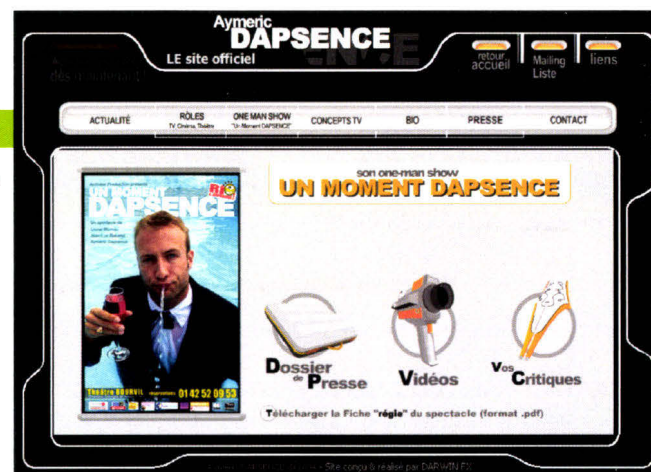 Aymeric
DAPSENCE
LE site officiel
retour accueil
Mailing Liste
liens
ACTUALITÉ
RÔLES
TV, Cinéma, Théâtre
ONE MAN SHOW
"Un Moment DAPSENCE"
CONCEPTS TV
BIO
PRESSE
CONTACT
son one-man show
UN MOMENT DAPSENCE
UN MOMENT
DAPSENCE
Théâtre BOURVIL réservations 01 42 52 09 53
Dossier
de Presse
Vidéos
Vos Critiques
Télécharger la Fiche "régie" du spectacle (format .pdf)
Site conçu & réalisé par DARWIN FX